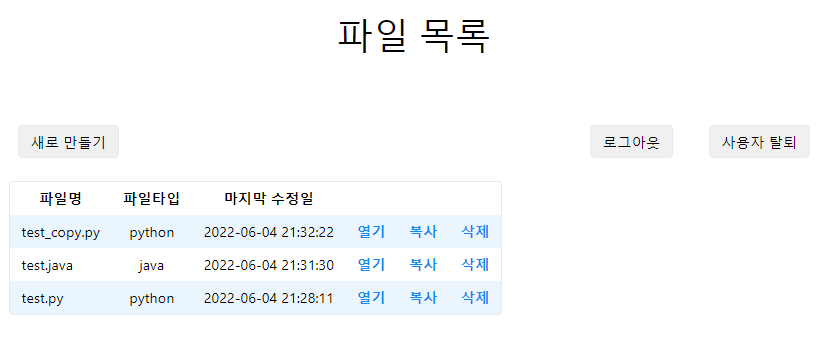 파일 목록
새로 만들기 로그아웃 사용자 탈퇴
파일명 파일타입 마지막 수정일
test_copy.py python 2022-06-04 21:32:22 열기 복사 삭제
test.java java 2022-06-04 21:31:30 열기 복사 삭제
test.py python 2022-06-04 21:28:11 열기 복사 삭제